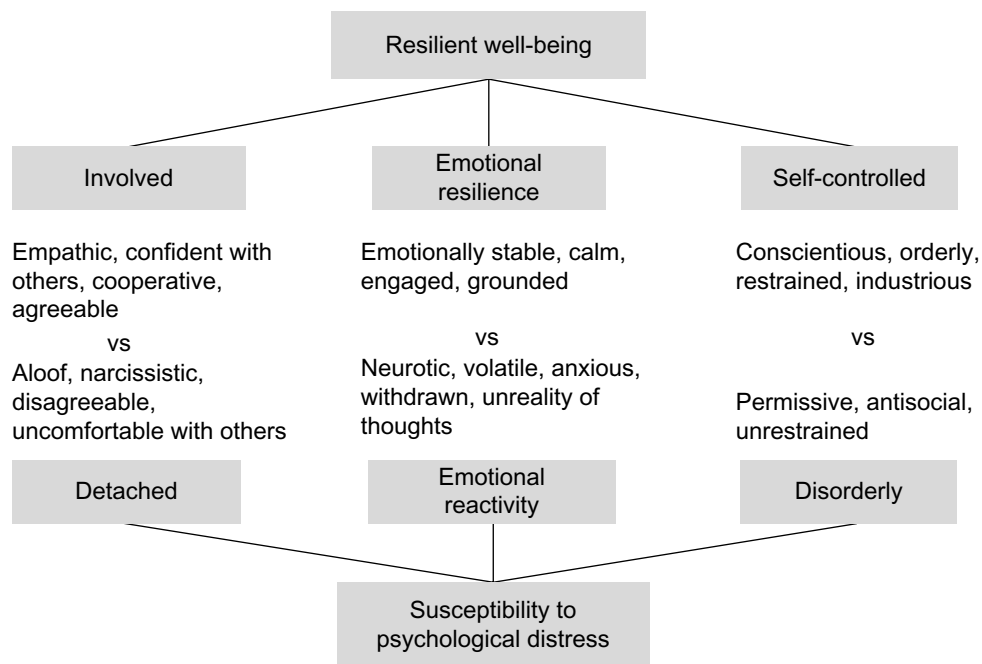 Resilient well-being
Involved
Emotional
resilience
Self-controlled
Empathic, confident with
others, cooperative,
agreeable
vs
Aloof, narcissistic,
disagreeable,
uncomfortable with others
Emotionally stable, calm,
engaged, grounded
vs
Neurotic, volatile, anxious,
withdrawn, unreality of
thoughts
Conscientious, orderly,
restrained, industrious
vs
Permissive, antisocial,
unrestrained
Detached
Emotional
reactivity
Disorderly
Susceptibility to
psychological distress